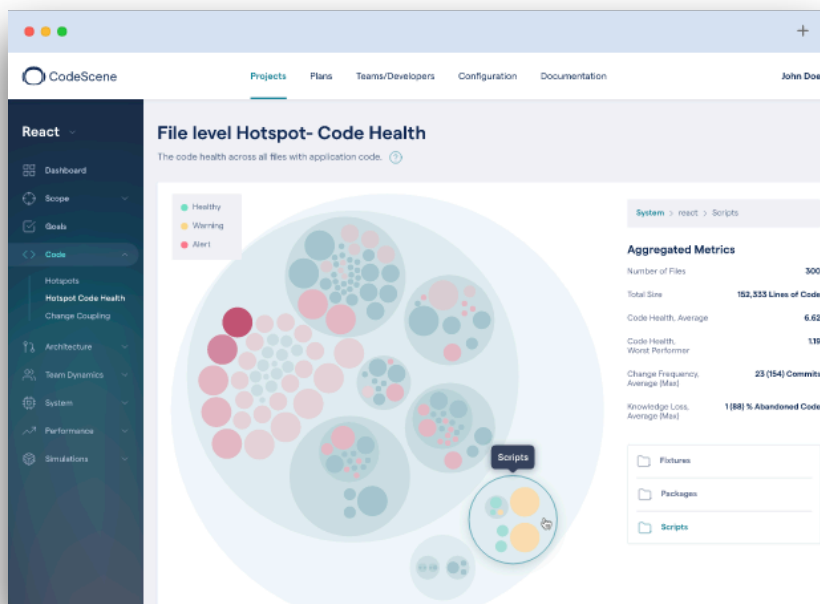 CodeScene
Projects Plans Teams/Developers Configuration Documentation John Doe
React
Dashboard
Scope
Goals
Code
Hotspots
Hotspot Code Health
Change Coupling
Architecture
Team Dynamics
System
Performance
Simulations
File level Hotspot- Code Health
The code health across all files with application code. ?
Healthy
Warning
Alert
Scripts
System > react > Scripts
Aggregated Metrics
Number of Files 300
Total Size 152,333 Lines of Code
Code Health, Average 6.62
Code Health,
Worst Performer 1.19
Change Frequency,
Average (Max) 23 (154) Commits
Knowledge Loss,
Average (Max) 1 (88) % Abandoned Code
Fixtures
Packages
Scripts